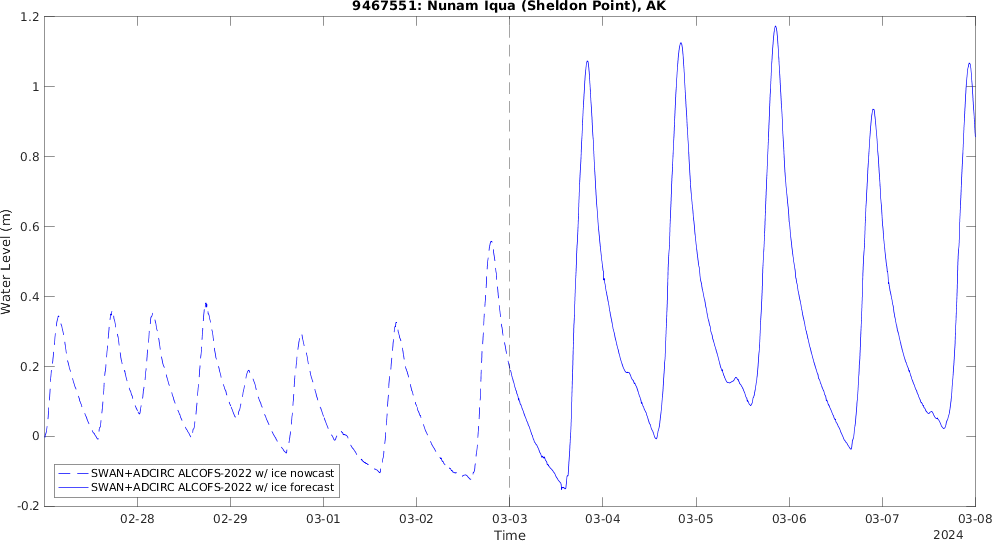 9467551: Nunam Iqua (Sheldon Point), AK
1.2
1
0.8
0.6
0.4
0.2
0
-0.2
Water Level (m)
SWAN+ADCIRC ALCOFS-2022 w/ ice nowcast
SWAN+ADCIRC ALCOFS-2022 w/ ice forecast
02-28 02-29 03-01 03-02 03-03 03-04 03-05 03-06 03-07 03-08
Time
2024